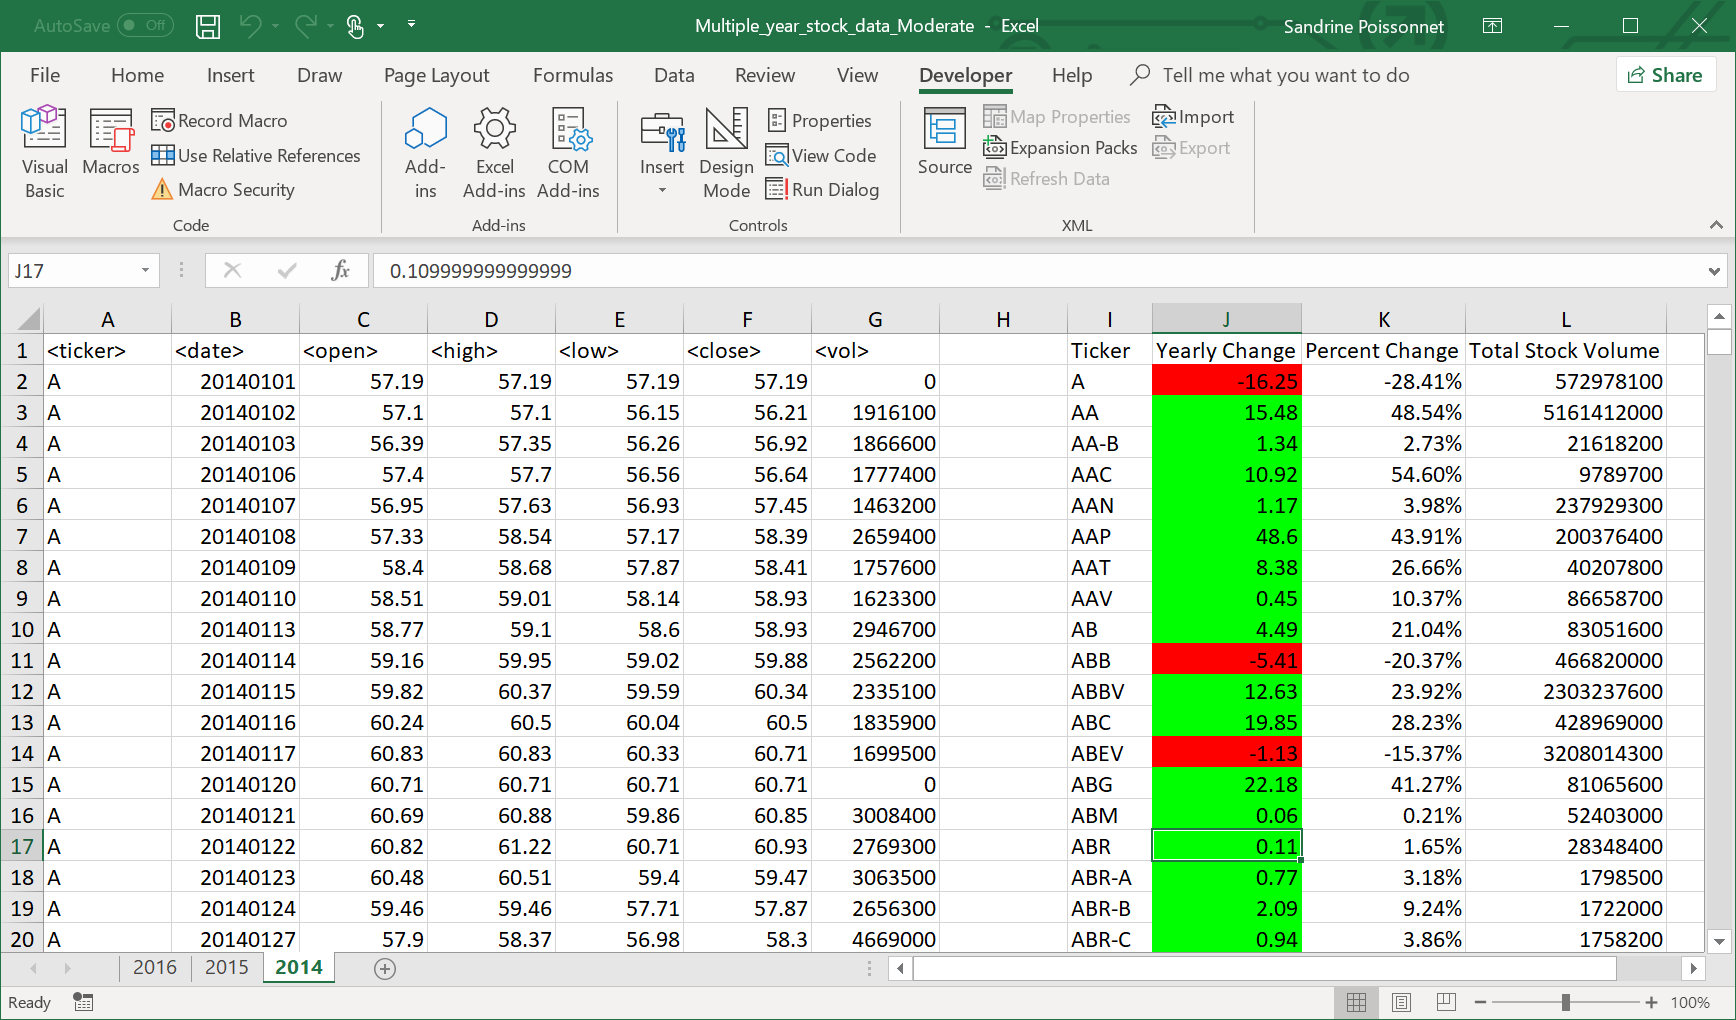 AutoSave Off
Multiple_year_stock_data_Moderate - Excel
Sandrine Poissonnet
File Home Insert Draw Page Layout Formulas Data Review View Developer Help Tell me what you want to do Share
Visual Basic
Macros
Record Macro
Use Relative References
Macro Security
Code
Add-ins
Excel Add-ins
COM Add-ins
Add-ins
Insert
Design Mode
Properties
View Code
Run Dialog
Controls
Source
Map Properties
Expansion Packs
Refresh Data
Import
Export
XML
J17 fx 0.109999999999999
A B C D E F G H I J K L
1 <ticker> <date> <open> <high> <low> <close> <vol> Ticker Yearly Change Percent Change Total Stock Volume
2 A 20140101 57.19 57.19 57.19 57.19 0 A -16.25 -28.41% 572978100
3 A 20140102 57.1 57.1 56.15 56.21 1916100 AA 15.48 48.54% 5161412000
4 A 20140103 56.39 57.35 56.26 56.92 1866600 AA-B 1.34 2.73% 21618200
5 A 20140106 57.4 57.7 56.56 56.64 1777400 AAC 10.92 54.60% 9789700
6 A 20140107 56.95 57.63 56.93 57.45 1463200 AAN 1.17 3.98% 237929300
7 A 20140108 57.33 58.54 57.17 58.39 2659400 AAP 48.6 43.91% 200376400
8 A 20140109 58.4 58.68 57.87 58.41 1757600 AAT 8.38 26.66% 40207800
9 A 20140110 58.51 59.01 58.14 58.93 1623300 AAV 0.45 10.37% 86658700
10 A 20140113 58.77 59.1 58.6 58.93 2946700 AB 4.49 21.04% 83051600
11 A 20140114 59.16 59.95 59.02 59.88 2562200 ABB -5.41 -20.37% 466820000
12 A 20140115 59.82 60.37 59.59 60.34 2335100 ABBV 12.63 23.92% 2303237600
13 A 20140116 60.24 60.5 60.04 60.5 1835900 ABC 19.85 28.23% 428969000
14 A 20140117 60.83 60.83 60.33 60.71 1699500 ABEV -1.13 -15.37% 3208014300
15 A 20140120 60.71 60.71 60.71 60.71 0 ABG 22.18 41.27% 81065600
16 A 20140121 60.69 60.88 59.86 60.85 3008400 ABM 0.06 0.21% 52403000
17 A 20140122 60.82 61.22 60.71 60.93 2769300 ABR 0.11 1.65% 28348400
18 A 20140123 60.48 60.51 59.4 59.47 3063500 ABR-A 0.77 3.18% 1798500
19 A 20140124 59.46 59.46 57.71 57.87 2656300 ABR-B 2.09 9.24% 1722000
20 A 20140127 57.9 58.37 56.98 58.3 4669000 ABR-C 0.94 3.86% 1758200
2016 2015 2014
Ready 100%